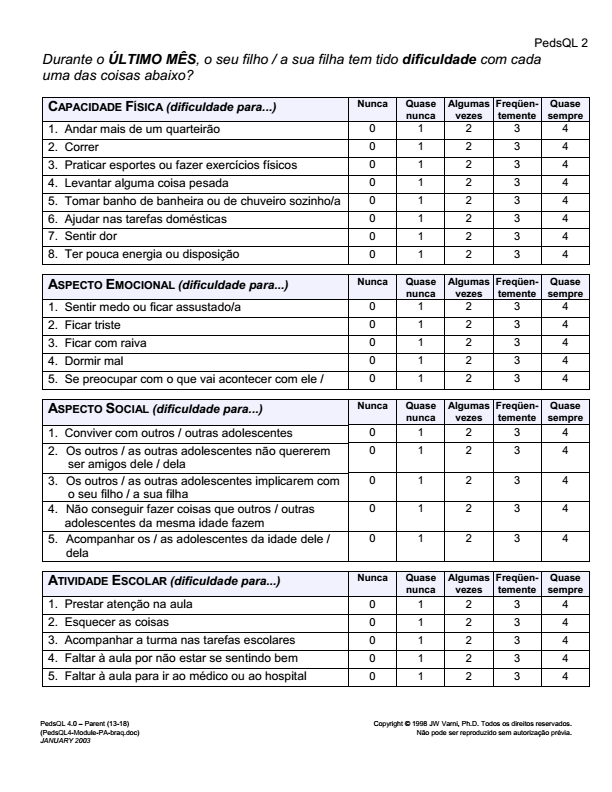 PedsQL 2
Durante o ÚLTIMO MÊS, o seu filho / a sua filha tem tido dificuldade com cada
uma das coisas abaixo?
CAPACIDADE FÍSICA (dificuldade para...) Nunca Quase nunca Algumas vezes Freqüen-temente Quase sempre
1. Andar mais de um quarteirão 0 1 2 3 4
2. Correr 0 1 2 3 4
3. Praticar esportes ou fazer exercícios físicos 0 1 2 3 4
4. Levantar alguma coisa pesada 0 1 2 3 4
5. Tomar banho de banheira ou de chuveiro sozinho/a 0 1 2 3 4
6. Ajudar nas tarefas domésticas 0 1 2 3 4
7. Sentir dor 0 1 2 3 4
8. Ter pouca energia ou disposição 0 1 2 3 4
ASPECTO EMOCIONAL (dificuldade para...) Nunca Quase nunca Algumas vezes Freqüen-temente Quase sempre
1. Sentir medo ou ficar assustado/a 0 1 2 3 4
2. Ficar triste 0 1 2 3 4
3. Ficar com raiva 0 1 2 3 4
4. Dormir mal 0 1 2 3 4
5. Se preocupar com o que vai acontecer com ele / 0 1 2 3 4
ASPECTO SOCIAL (dificuldade para...) Nunca Quase nunca Algumas vezes Freqüen-temente Quase sempre
1. Conviver com outros / outras adolescentes 0 1 2 3 4
2. Os outros / as outras adolescentes não quererem 0 1 2 3 4
ser amigos dele / dela
3. Os outros / as outras adolescentes implicarem com 0 1 2 3 4
o seu filho / a sua filha
4. Não conseguir fazer coisas que outros / outras 0 1 2 3 4
adolescentes da mesma idade fazem
5. Acompanhar os / as adolescentes da idade dele / 0 1 2 3 4
dela
ATIVIDADE ESCOLAR (dificuldade para...) Nunca Quase nunca Algumas vezes Freqüen-temente Quase sempre
1. Prestar atenção na aula 0 1 2 3 4
2. Esquecer as coisas 0 1 2 3 4
3. Acompanhar a turma nas tarefas escolares 0 1 2 3 4
4. Faltar à aula por não estar se sentindo bem 0 1 2 3 4
5. Faltar à aula para ir ao médico ou ao hospital 0 1 2 3 4
PedsQL 4.0 – Parent (13-18) Copyright © 1998 JW Varni, Ph.D. Todos os direitos reservados.
(PedsQL4-Module-PA-braq.doc) Não pode ser reproduzido sem autorização prévia.
JANUARY 2003